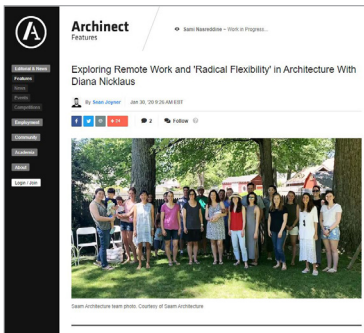 Archinect
Features
Sami Nasreddine – Work in Progress...
Editorial & News
Features
News
Events
Competitions
Employment
Community
Academia
About
Login / Join
Exploring Remote Work and 'Radical Flexibility' in Architecture With
Diana Nicklaus
By Sean Joyner Jan 30, '20 9:26 AM EDT
2 Follow
Saam Architecture team photo. Courtesy of Saam Architecture